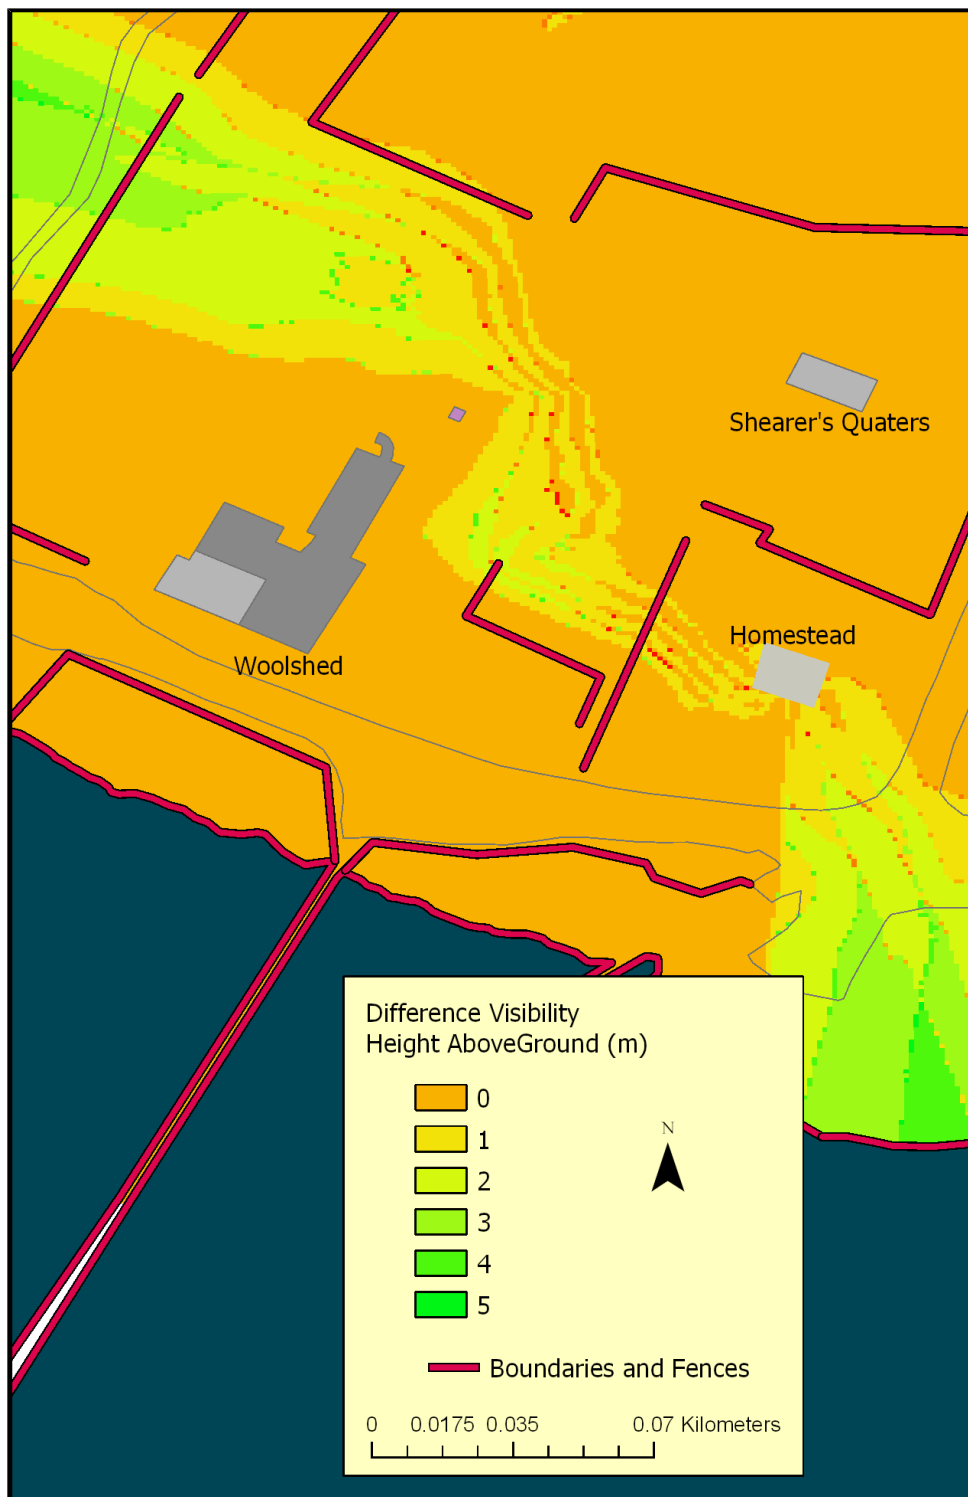 Shearer's Quaters
Homestead
Woolshed
Difference Visibility
Height AboveGround (m)
0
1
N
2
3
4
5
Boundaries and Fences
0 0.0175 0.035 0.07 Kilometers